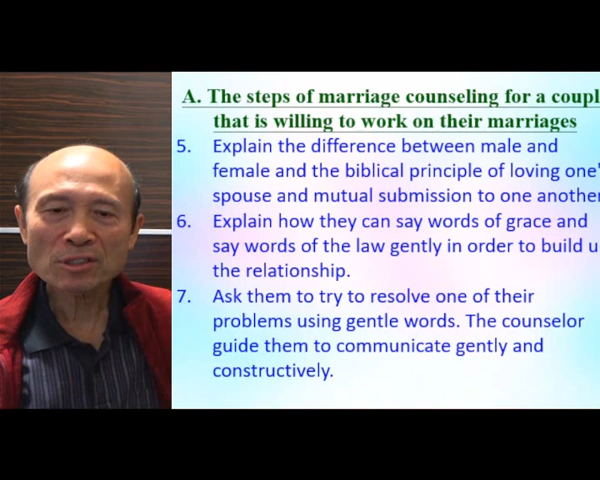 A. The steps of marriage counseling for a coupl
that is willing to work on their marriages
5. Explain the difference between male and
female and the biblical principle of loving one'
spouse and mutual submission to one another
6. Explain how they can say words of grace and
say words of the law gently in order to build u
the relationship.
7. Ask them to try to resolve one of their
problems using gentle words. The counselor
guide them to communicate gently and
constructively.